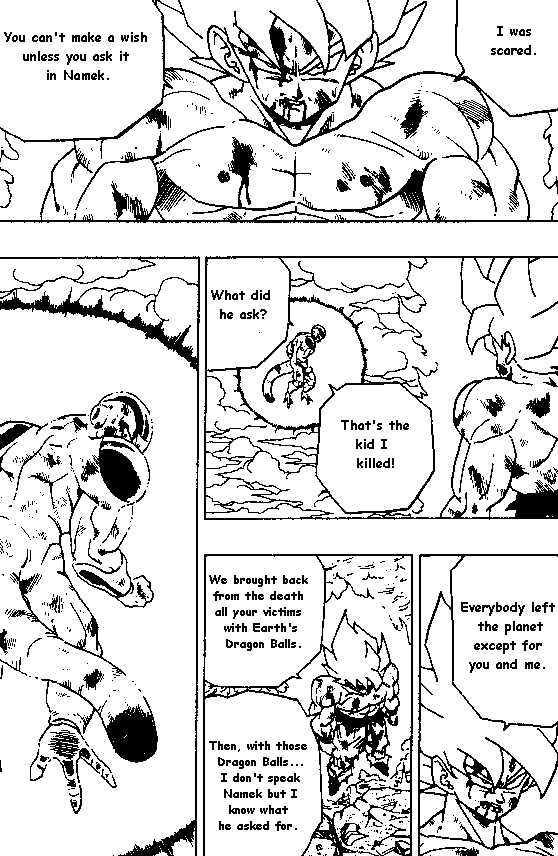 You can't make a wish
unless you ask it
in Namek.
I was
scared.
What did
he ask?
That's the
kid I
killed!
We brought back
from the death
all your victims
with Earth's
Dragon Balls.
Then, with those
Dragon Balls...
I don't speak
Namek but I
know what
he asked for.
Everybody left
the planet
except for
you and me.